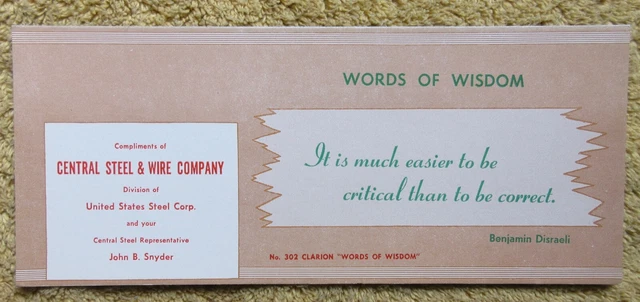 WORDS OF WISDOM
It is much easier to be
critical than to be correct.
Benjamin Disraeli
No. 302 CLARION "WORDS OF WISDOM"
Compliments of
CENTRAL STEEL & WIRE COMPANY
Division of
United States Steel Corp.
and your
Central Steel Representative
John B. Snyder